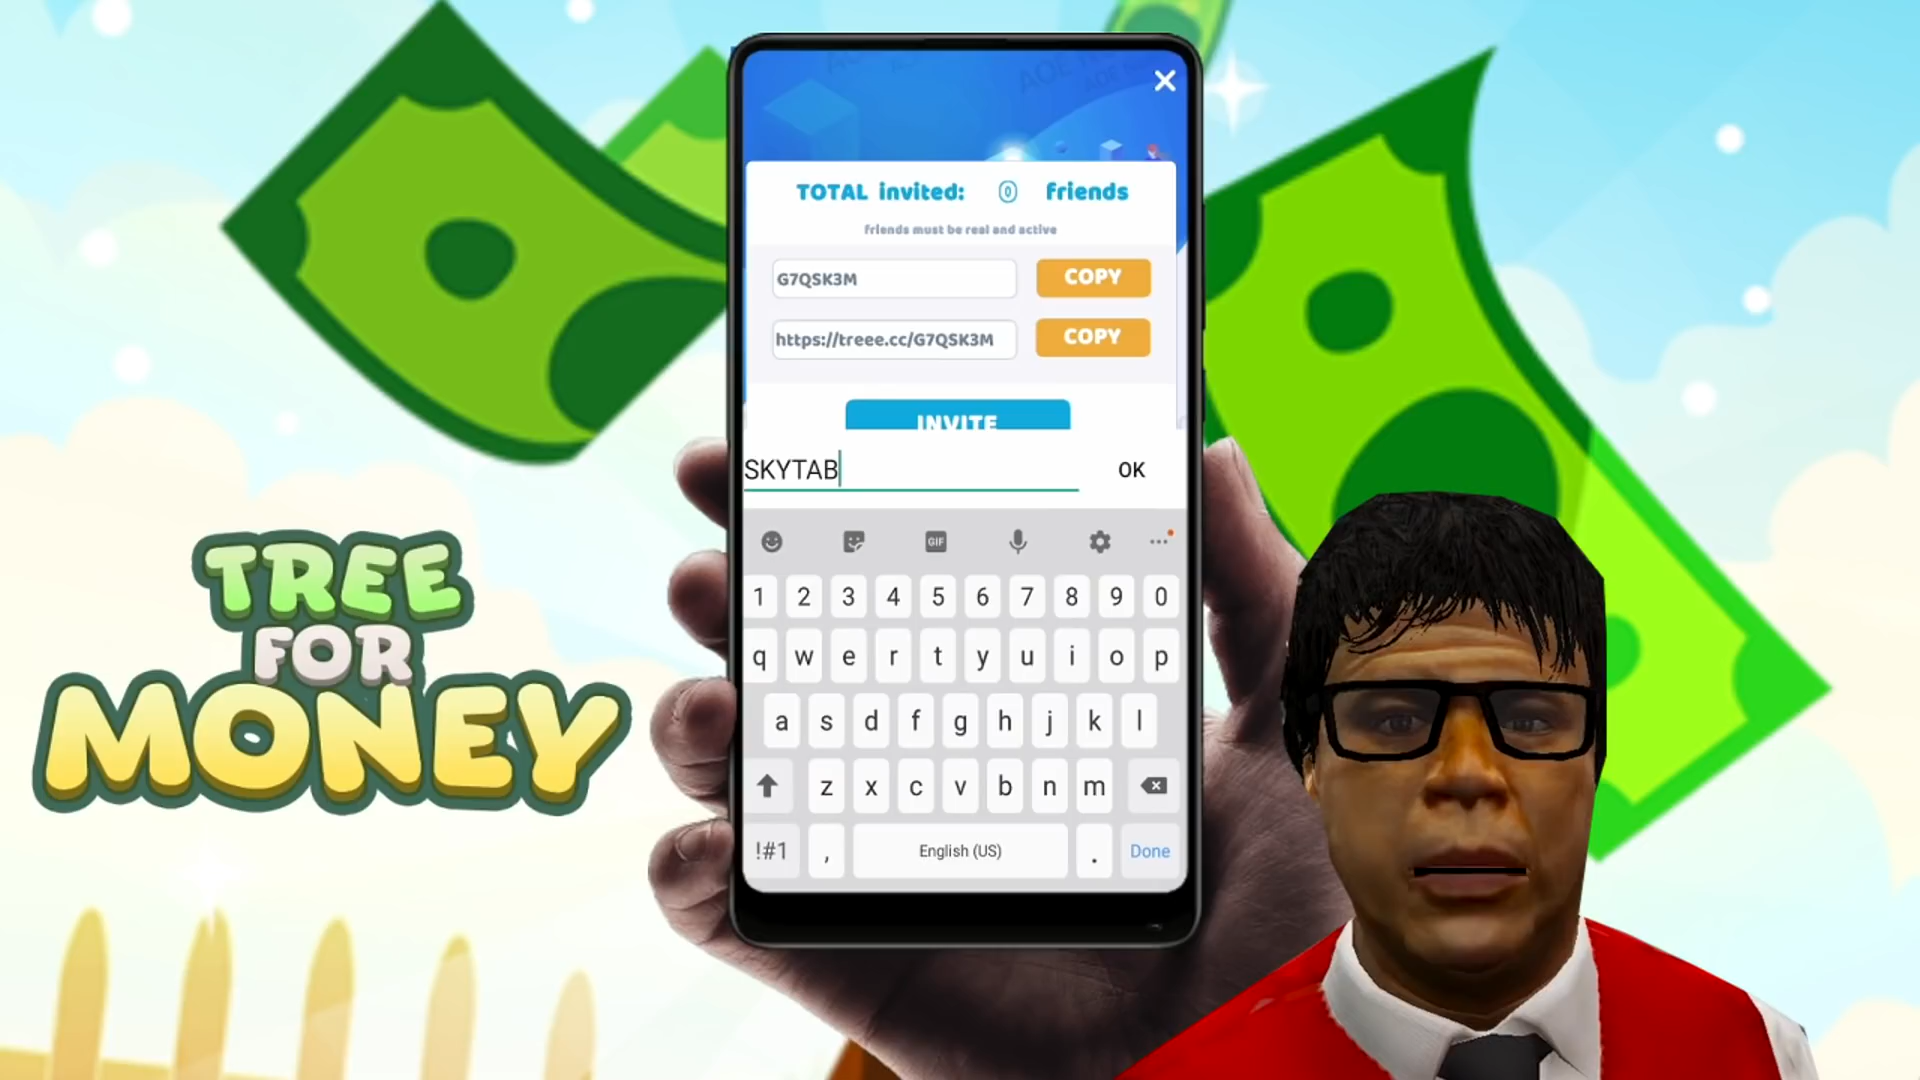 TOTAL invited: 0 friends
friends must be real and active
G7QSK3M COPY
https://treee.cc/G7QSK3M COPY
INVITE
SKYTAB OK
GIF
1 2 3 4 5 6 7 8 9 0
q w e r t y u i o p
a s d f g h j k l
z x c v b n m
!#1 , English (US) . Done
TREE
FOR
MONEY